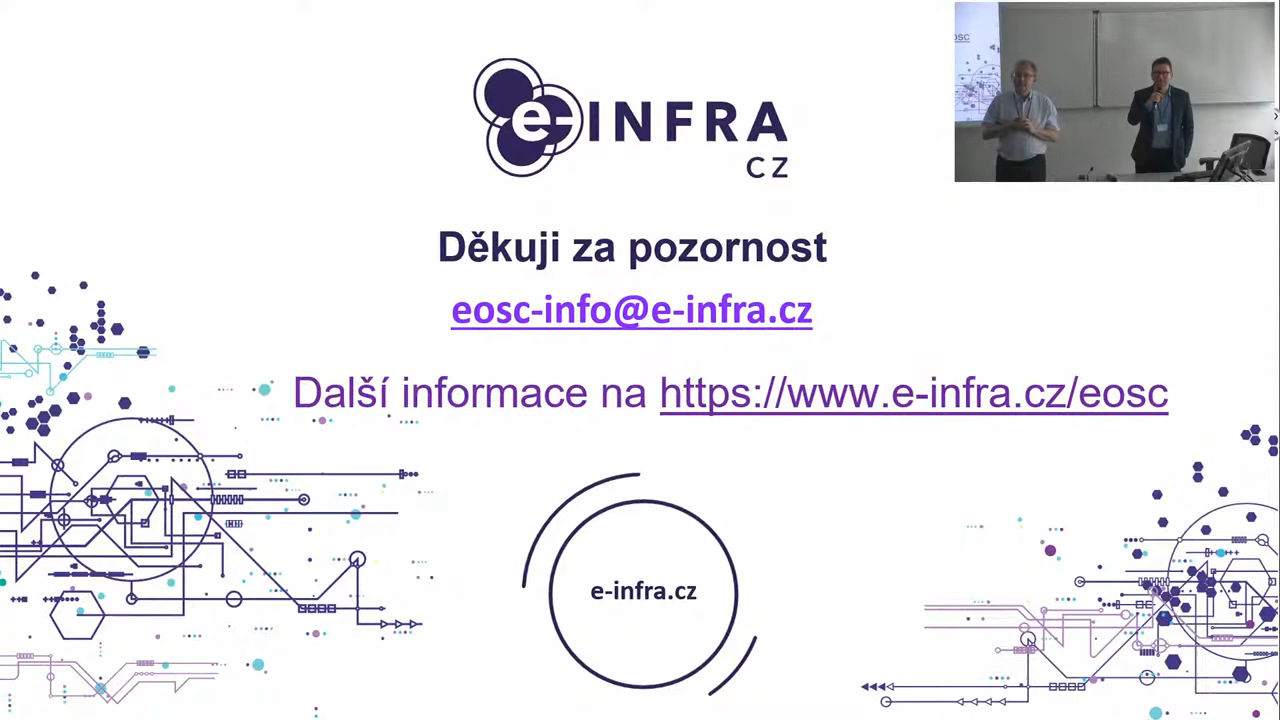 e-INFRA
CZ
Děkuji za pozornost
eosc-info@e-infra.cz
Další informace na https://www.e-infra.cz/eosc
e-infra.cz